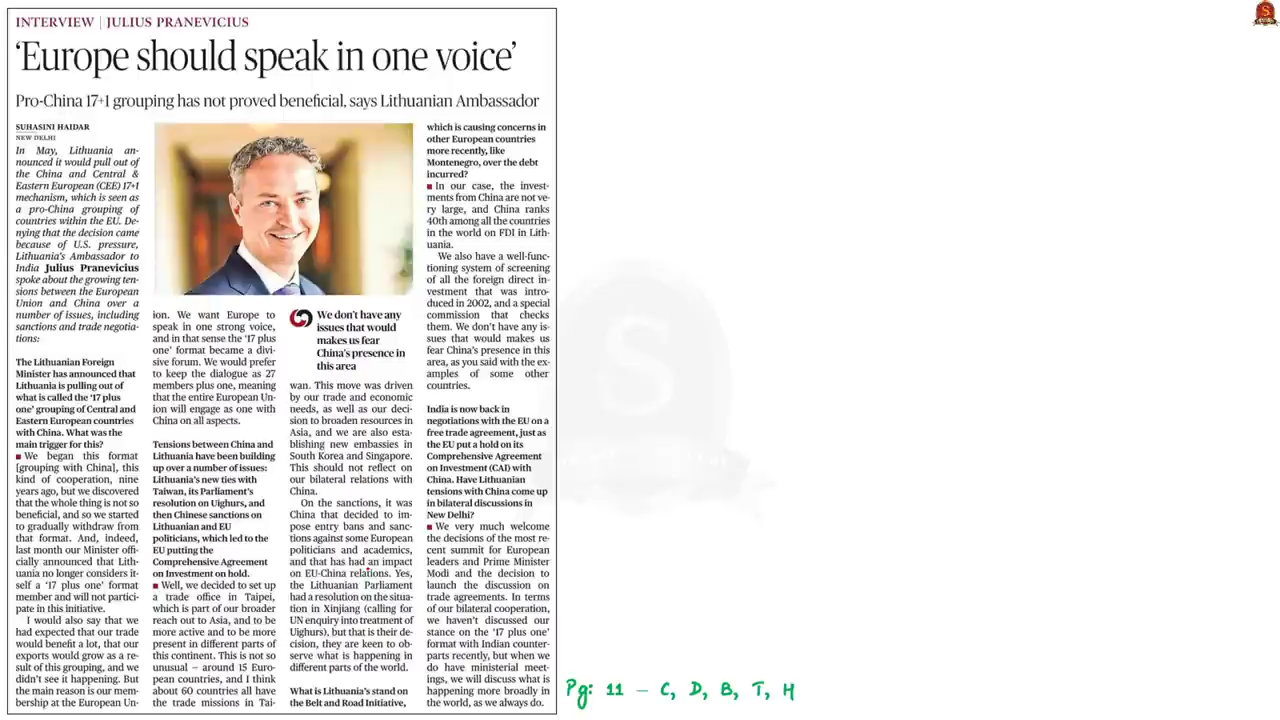 INTERVIEW | JULIUS PRANEVICIUS
‘Europe should speak in one voice’
Pro-China 17+1 grouping has not proved beneficial, says Lithuanian Ambassador
SUHASINI HAIDAR
NEW DELHI
In May, Lithuania an-
nounced it would pull out of
the China and Central &
Eastern European (CEE) 17+1
mechanism, which is seen as
a pro-China grouping of
countries within the EU. De-
nying that the decision came
because of U.S. pressure,
Lithuania's Ambassador to
India Julius Pranevicius
spoke about the growing ten-
sions between the European
Union and China over a
number of issues, including
sanctions and trade negotia-
tions:
The Lithuanian Foreign
Minister has announced that
Lithuania is pulling out of
what is called the ‘17 plus
one’ grouping of Central and
Eastern European countries
with China. What was the
main trigger for this?
We began this format
[grouping with China], this
kind of cooperation, nine
years ago, but we discovered
that the whole thing is not so
beneficial, and so we started
to gradually withdraw from
that format. And, indeed,
last month our Minister offi-
cially announced that Lith-
uania no longer considers it-
self a ‘17 plus one’ format
member and will not partici-
pate in this initiative.
I would also say that we
had expected that our trade
would benefit a lot, that our
exports would grow as a re-
sult of this grouping, and we
didn't see it happening. But
the main reason is our mem-
bership at the European Un-
ion. We want Europe to
speak in one strong voice,
and in that sense the ‘17 plus
one’ format became a divi-
sive forum. We would prefer
to keep the dialogue as 27
members plus one, meaning
that the entire European Un-
ion will engage as one with
China on all aspects.
Tensions between China and
Lithuania have been building
up over a number of issues:
Lithuania's new ties with
Taiwan, its Parliament's
resolution on Uighurs, and
then Chinese sanctions on
Lithuanian and EU
politicians, which led to the
EU putting the
Comprehensive Agreement
on Investment on hold.
Well, we decided to set up
a trade office in Taipei,
which is part of our broader
reach out to Asia, and to be
more active and to be more
present in different parts of
this continent. This is not so
unusual — around 15 Euro-
pean countries, and I think
about 60 countries all have
the trade missions in Tai-
We don't have any
issues that would
makes us fear
China's presence in
this area
wan. This move was driven
by our trade and economic
needs, as well as our deci-
sion to broaden resources in
Asia, and we are also esta-
blishing new embassies in
South Korea and Singapore.
This should not reflect on
our bilateral relations with
China.
On the sanctions, it was
China that decided to im-
pose entry bans and sanc-
tions against some European
politicians and academics,
and that has had an impact
on EU-China relations. Yes,
the Lithuanian Parliament
had a resolution on the situa-
tion in Xinjiang (calling for
UN enquiry into treatment of
Uighurs), but that is their de-
cision, they are keen to ob-
serve what is happening in
different parts of the world.
What is Lithuania's stand on
the Belt and Road Initiative,
which is causing concerns in
other European countries
more recently, like
Montenegro, over the debt
incurred?
In our case, the invest-
ments from China are not ve-
ry large, and China ranks
40th among all the countries
in the world on FDI in Lith-
uania.
We also have a well-func-
tioning system of screening
of all the foreign direct in-
vestment that was intro-
duced in 2002, and a special
commission that checks
them. We don't have any is-
sues that would makes us
fear China's presence in this
area, as you said with the ex-
amples of some other
countries.
India is now back in
negotiations with the EU on a
free trade agreement, just as
the EU put a hold on its
Comprehensive Agreement
on Investment (CAI) with
China. Have Lithuanian
tensions with China come up
in bilateral discussions in
New Delhi?
We very much welcome
the decisions of the most re-
cent summit for European
leaders and Prime Minister
Modi and the decision to
launch the discussion on
trade agreements. In terms
of our bilateral cooperation,
we haven't discussed our
stance on the ‘17 plus one’
format with Indian counter-
parts recently, but when we
do have ministerial meet-
ings, we will discuss what is
happening more broadly in
the world, as we always do.
Pg: 11 – C, D, B, T, H